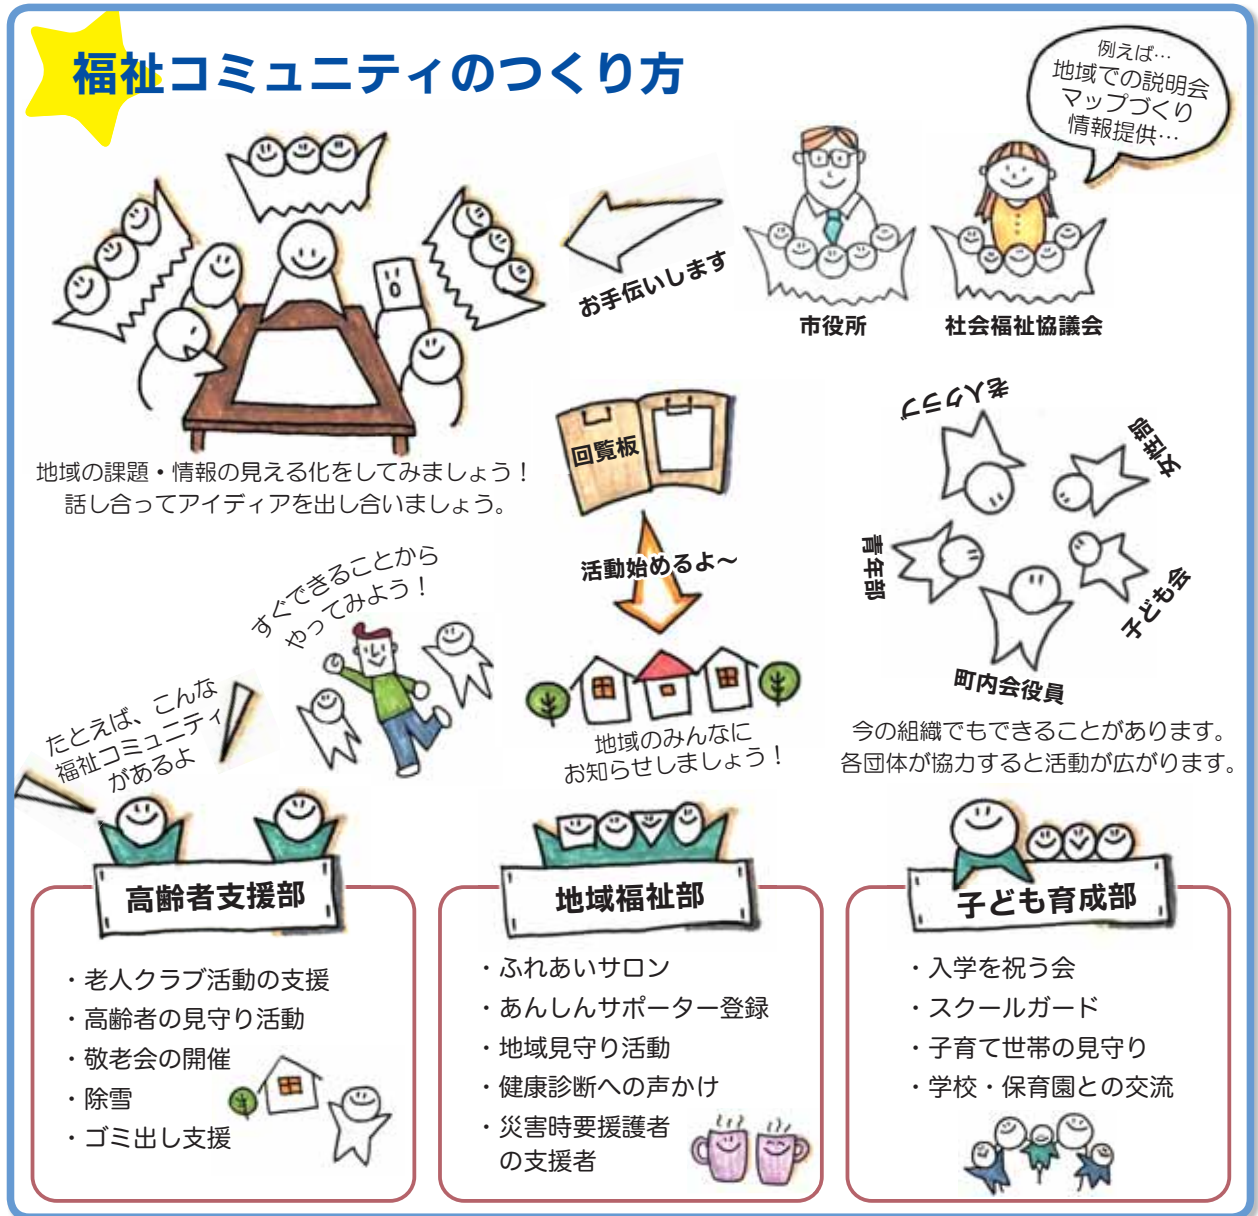 福祉コミュニティのつくり方
例えば…
地域での説明会
マップづくり
情報提供…
お手伝いします
市役所
社会福祉協議会
地域の課題・情報の見える化をしてみましょう！
話し合ってアイディアを出し合いましょう。
回覧板
活動始めるよ～
地域のみんなに
お知らせしましょう！
老人クラブ
女性部
青年部
子ども会
町内会役員
今の組織でもできることがあります。
各団体が協力すると活動が広がります。
すぐできることから
やってみよう！
たとえば、こんな
福祉コミュニティ
があるよ
高齢者支援部
・老人クラブ活動の支援
・高齢者の見守り活動
・敬老会の開催
・除雪
・ゴミ出し支援
地域福祉部
・ふれあいサロン
・あんしんサポーター登録
・地域見守り活動
・健康診断への声かけ
・災害時要援護者
の支援者
子ども育成部
・入学を祝う会
・スクールガード
・子育て世帯の見守り
・学校・保育園との交流